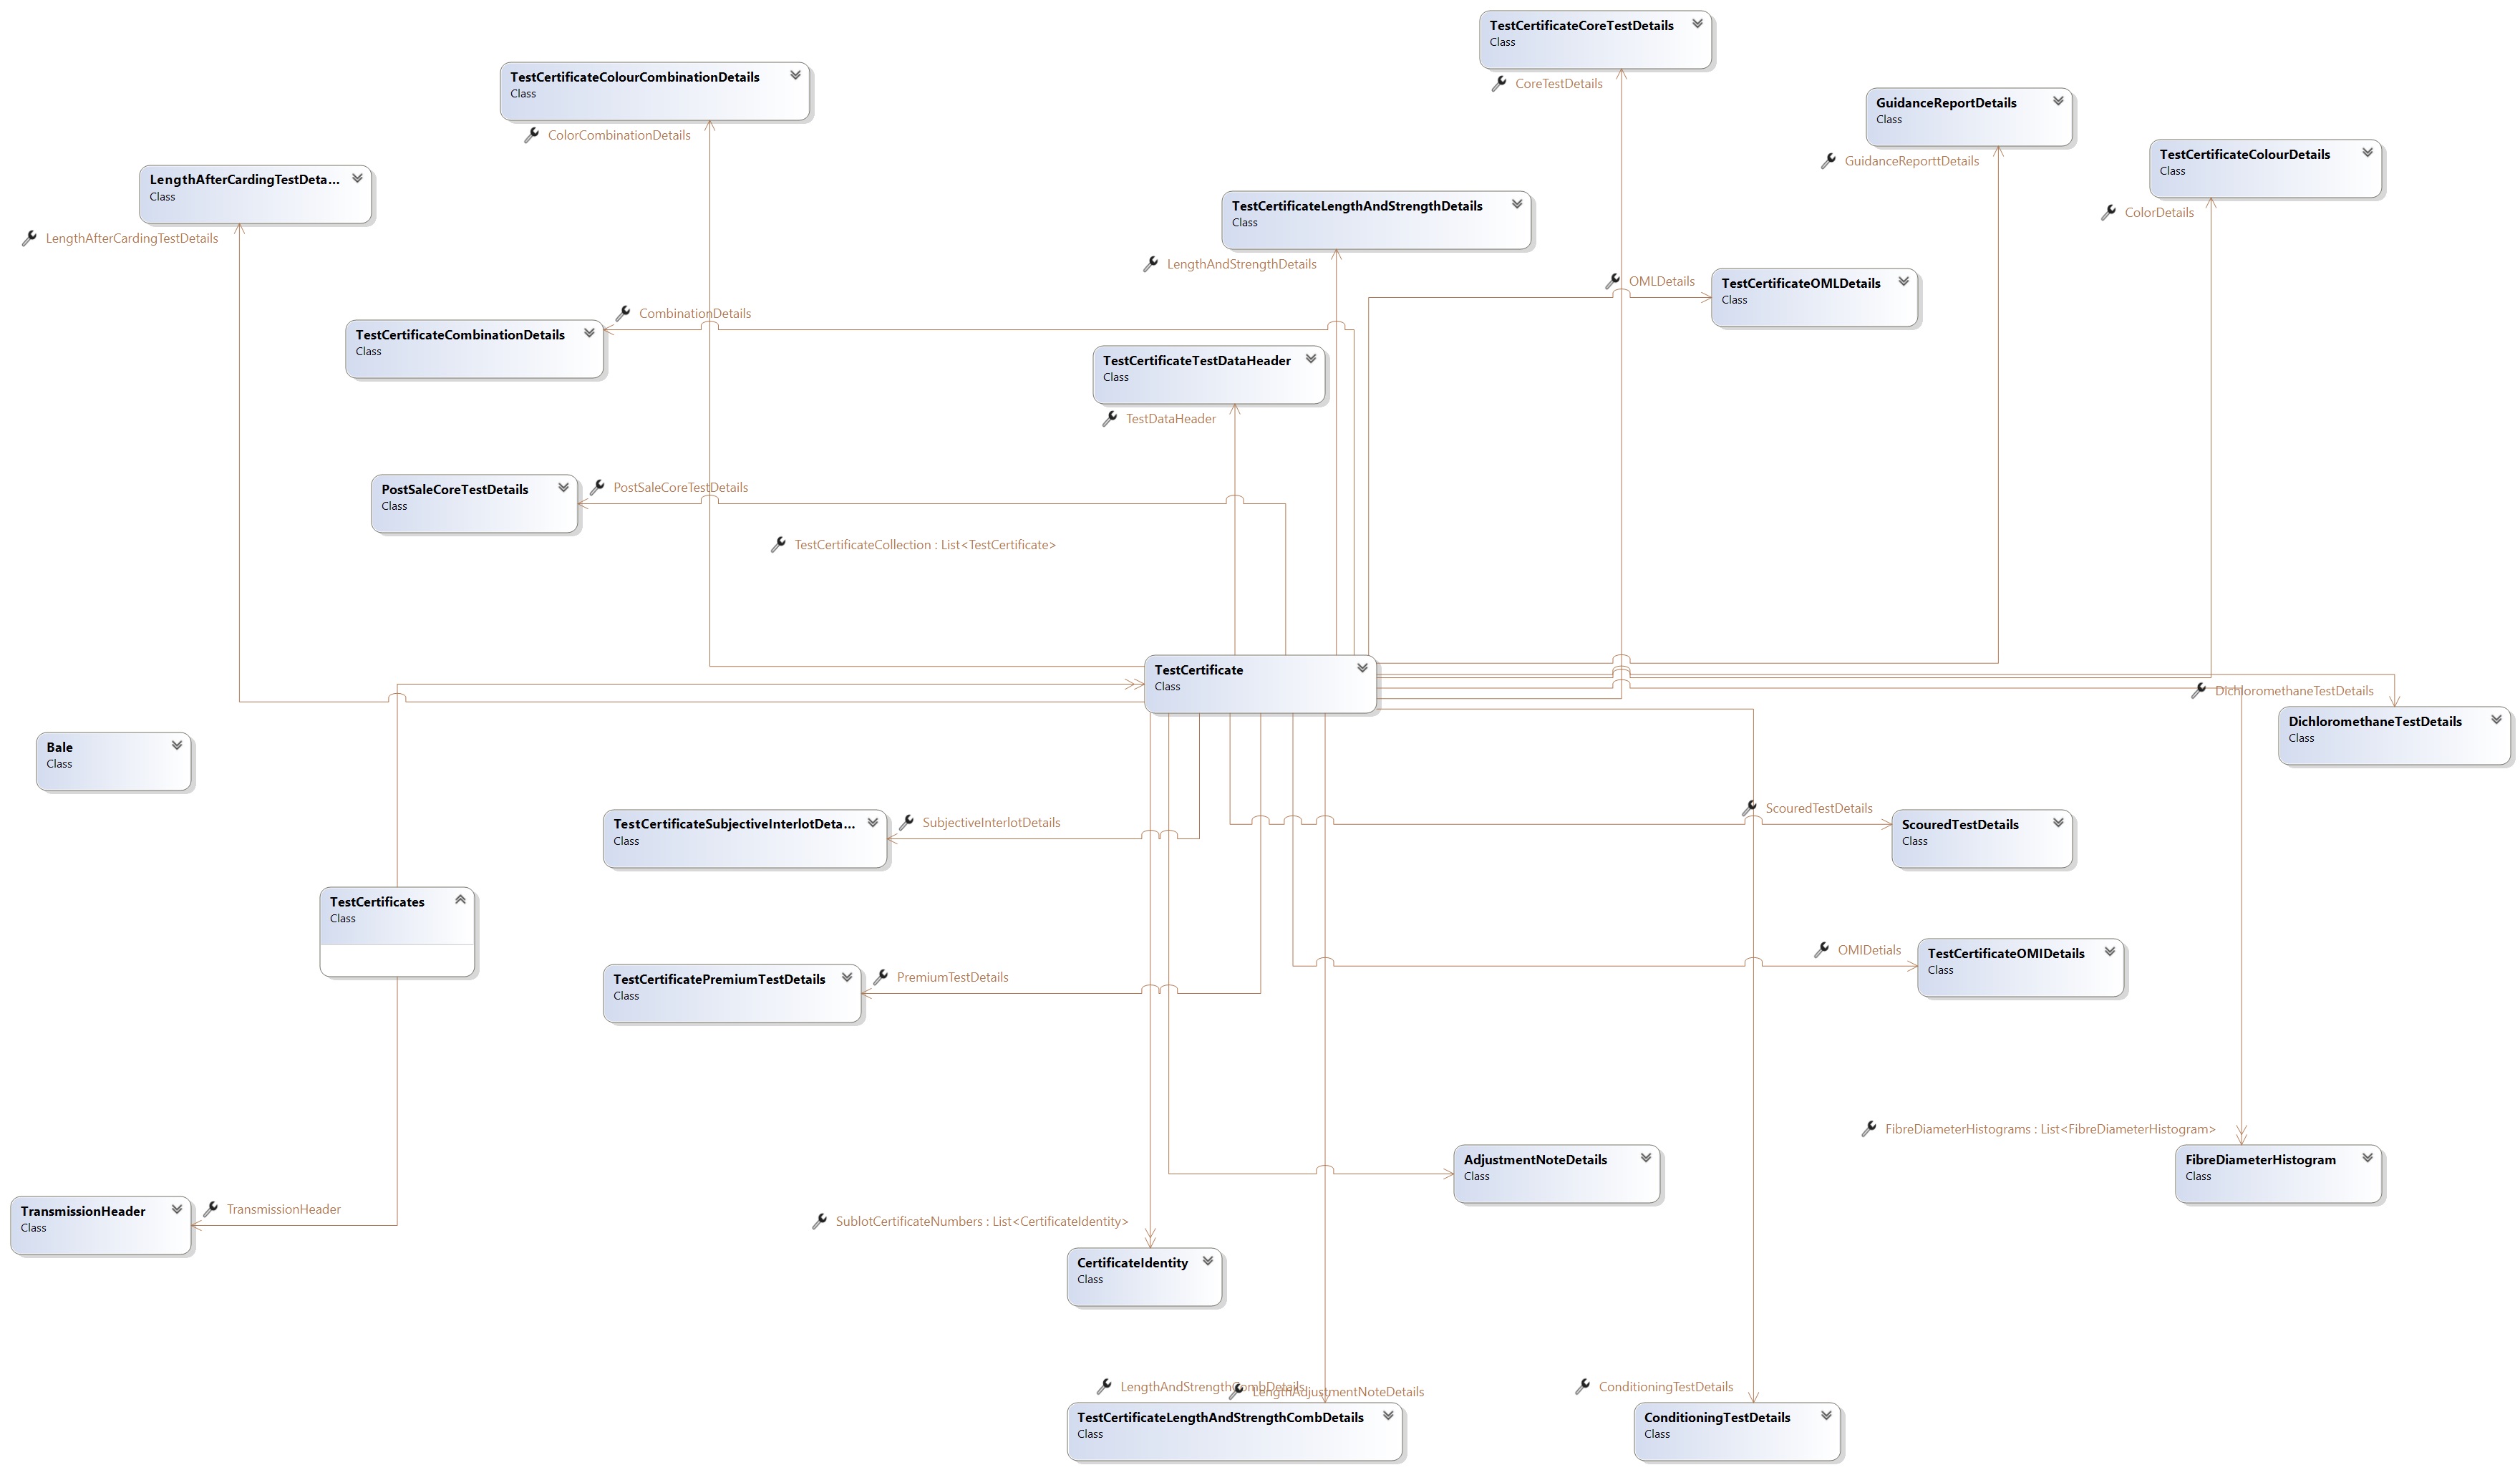 TestCertificateCoreTestDetails
Class
CoreTestDetails
TestCertificateColourCombinationDetails
Class
ColorCombinationDetails
GuidanceReportDetails
Class
GuidanceReporttDetails
TestCertificateColourDetails
Class
ColorDetails
LengthAfterCardingTestDeta...
Class
LengthAfterCardingTestDetails
TestCertificateLengthAndStrengthDetails
Class
LengthAndStrengthDetails
OMLDetails
TestCertificateOMLDetails
Class
CombinationDetails
TestCertificateCombinationDetails
Class
TestCertificateTestDataHeader
Class
TestDataHeader
PostSaleCoreTestDetails
Class
PostSaleCoreTestDetails
TestCertificateCollection : List<TestCertificate>
TestCertificate
Class
DichloromethaneTestDetails
DichloromethaneTestDetails
Class
Bale
Class
TestCertificateSubjectiveInterlotDeta...
Class
SubjectiveInterlotDetails
ScouredTestDetails
ScouredTestDetails
Class
TestCertificates
Class
OMIDetials
TestCertificateOMIDetails
Class
TestCertificatePremiumTestDetails
Class
PremiumTestDetails
FibreDiameterHistograms : List<FibreDiameterHistogram>
FibreDiameterHistogram
Class
AdjustmentNoteDetails
Class
TransmissionHeader
Class
TransmissionHeader
SublotCertificateNumbers : List<CertificateIdentity>
CertificateIdentity
Class
LengthAndStrengthCombDetails
LengthAdjustmentNoteDetails
TestCertificateLengthAndStrengthCombDetails
Class
ConditioningTestDetails
ConditioningTestDetails
Class